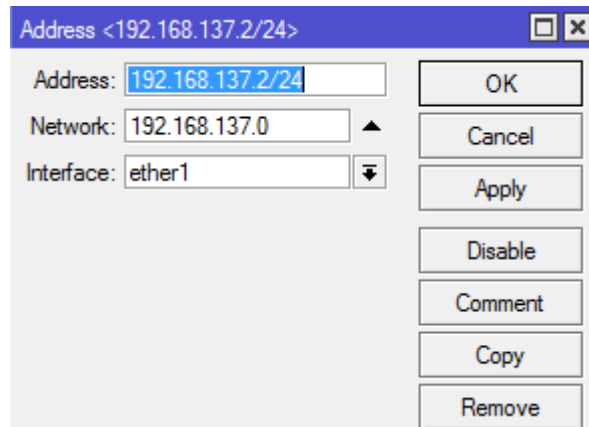 Address <192.168.137.2/24>
Address: 192.168.137.2/24
OK
Network: 192.168.137.0
Cancel
Interface: ether1
Apply
Disable
Comment
Copy
Remove